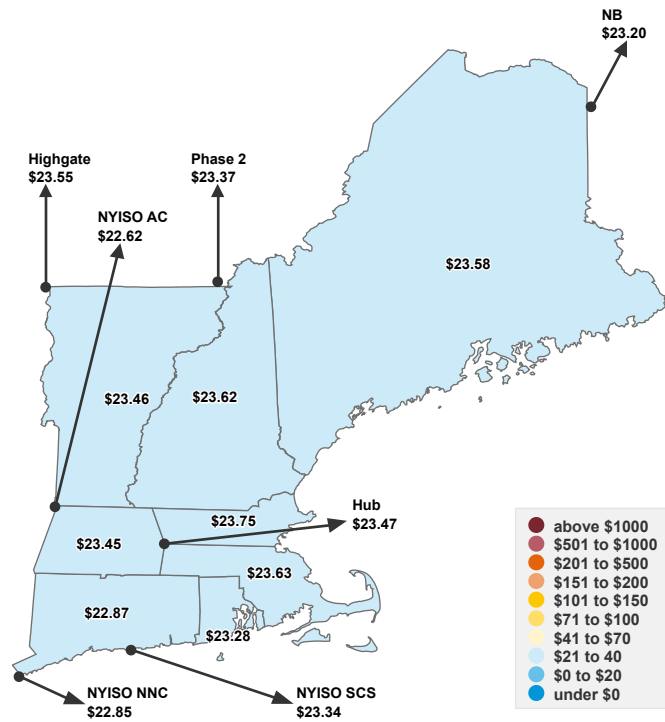 NB
$23.20
Highgate
$23.55
Phase 2
$23.37
NYISO AC
$22.62
$23.58
$23.46
$23.62
Hub
$23.47
$23.75
$23.45
$23.63
$22.87
$23.28
NYISO NNC
$22.85
NYISO SCS
$23.34
above $1000
$501 to $1000
$201 to $500
$151 to $200
$101 to $150
$71 to $100
$41 to $70
$21 to 40
$0 to $20
under $0